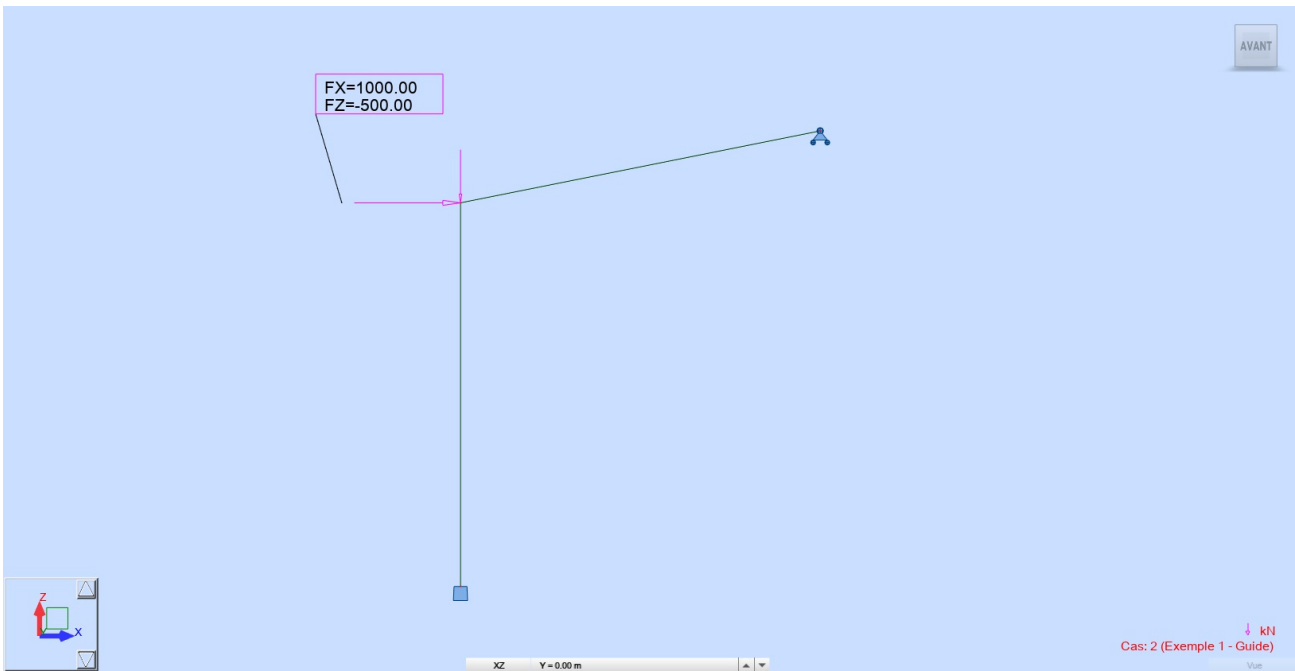 AVANT
FX=1000.00
FZ=-500.00
Z
X
kN
Cas: 2 (Exemple 1 - Guide)
XZ Y = 0.00 m
Vue